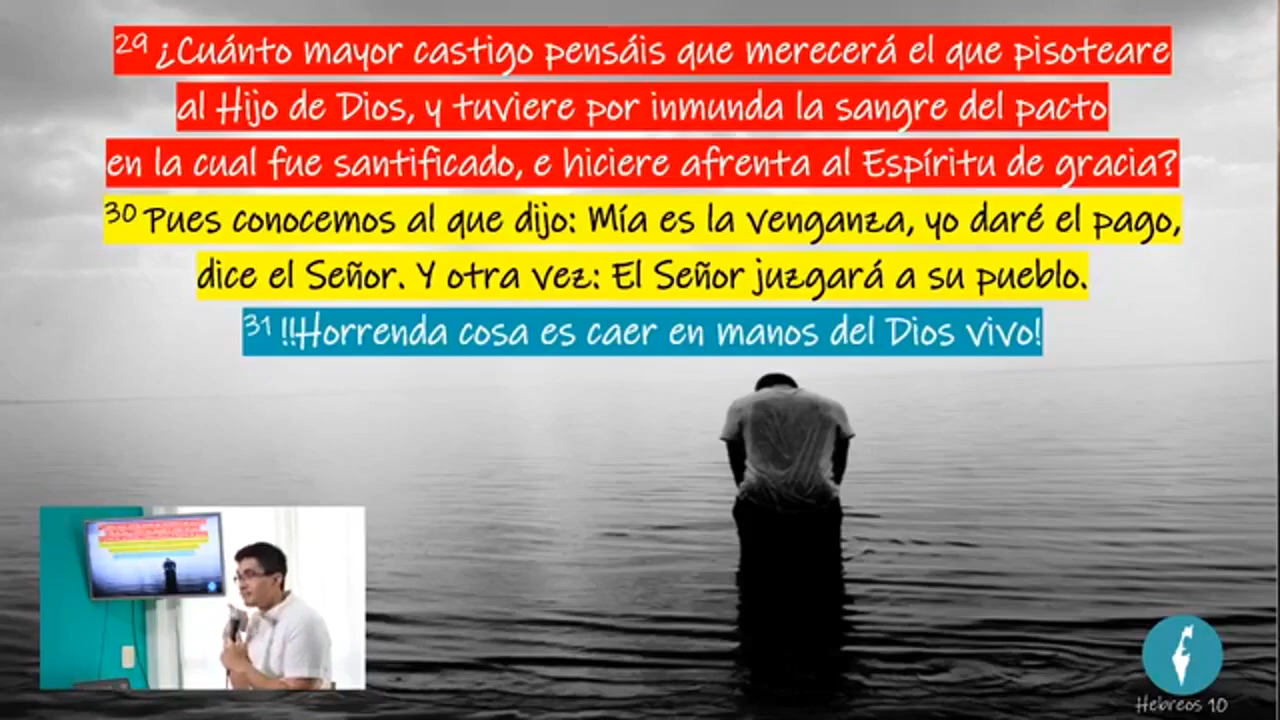 29 ¿Cuánto mayor castigo pensáis que merecerá el que pisoteare
al Hijo de Dios, y tuviere por inmunda la sangre del pacto
en la cual fue santificado, e hiciere afrenta al Espíritu de gracia?
30 Pues conocemos al que dijo: Mía es la venganza, yo daré el pago,
dice el Señor. Y otra vez: El Señor juzgará a su pueblo.
31 !!Horrenda cosa es caer en manos del Dios vivo!
Hebreos 10